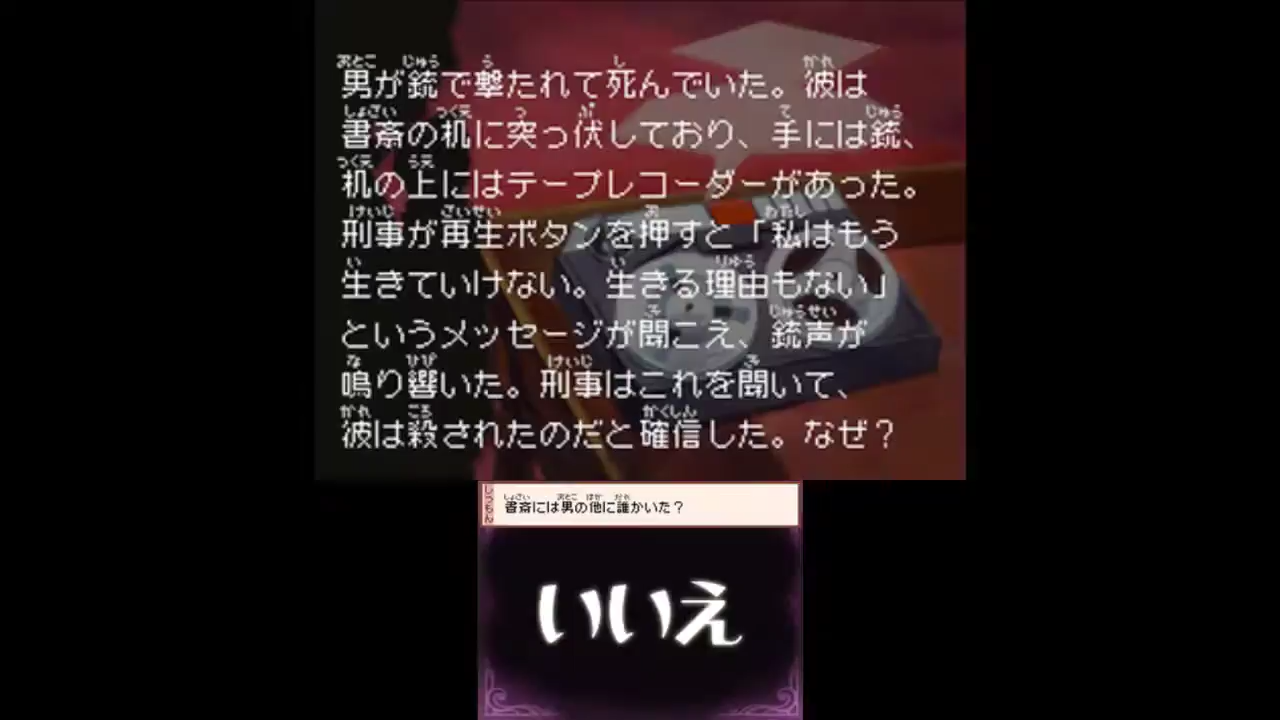 男が銃で撃たれて死んでいた。彼は
書斎の机に突っ伏しており、手には銃、
机の上にはテープレコーダーがあった。
刑事が再生ボタンを押すと「私はもう
生きていけない。生きる理由もない」
というメッセージが聞こえ、銃声が
鳴り響いた。刑事はこれを聞いて、
彼は殺されたのだと確信した。なぜ？
しつもん
書斎には男の他に誰かいた？
いいえ